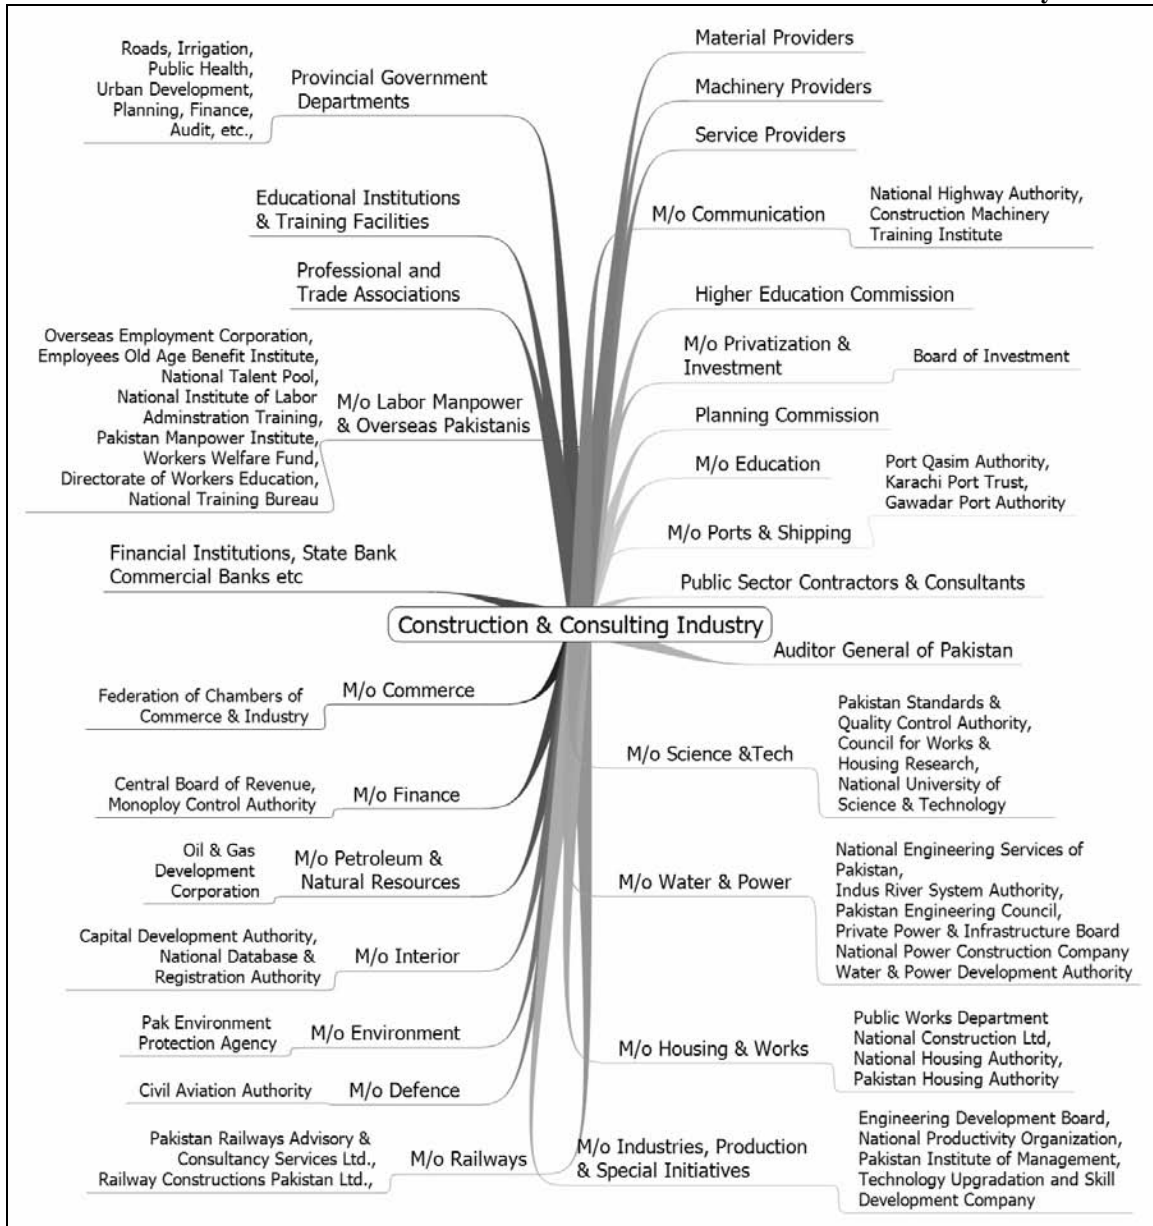 Roads, Irrigation,
Public Health,
Urban Development,
Planning, Finance,
Audit, etc.,
Provincial Government
Departments
Educational Institutions
& Training Facilities
Professional and
Trade Associations
Overseas Employment Corporation,
Employees Old Age Benefit Institute,
National Talent Pool,
National Institute of Labor
Adminstration Training,
Pakistan Manpower Institute,
Workers Welfare Fund,
Directorate of Workers Education,
National Training Bureau
M/o Labor Manpower
& Overseas Pakistanis
Financial Institutions, State Bank
Commercial Banks etc
Material Providers
Machinery Providers
Service Providers
M/o Communication
National Highway Authority,
Construction Machinery
Training Institute
Higher Education Commission
M/o Privatization &
Investment
Board of Investment
Planning Commission
M/o Education
M/o Ports & Shipping
Port Qasim Authority,
Karachi Port Trust,
Gawadar Port Authority
Public Sector Contractors & Consultants
Construction & Consulting Industry
Auditor General of Pakistan
Federation of Chambers of
Commerce & Industry
M/o Commerce
Central Board of Revenue,
Monoploy Control Authority
M/o Finance
Oil & Gas
Development
Corporation
M/o Petroleum &
Natural Resources
Capital Development Authority,
National Database &
Registration Authority
M/o Interior
Pak Environment
Protection Agency
M/o Environment
Civil Aviation Authority
M/o Defence
Pakistan Railways Advisory &
Consultancy Services Ltd.,
Railway Constructions Pakistan Ltd.,
M/o Railways
M/o Science &Tech
Pakistan Standards &
Quality Control Authority,
Council for Works &
Housing Research,
National University of
Science & Technology
M/o Water & Power
National Engineering Services of
Pakistan,
Indus River System Authority,
Pakistan Engineering Council,
Private Power & Infrastructure Board
National Power Construction Company
Water & Power Development Authority
M/o Housing & Works
Public Works Department
National Construction Ltd,
National Housing Authority,
Pakistan Housing Authority
M/o Industries, Production
& Special Initiatives
Engineering Development Board,
National Productivity Organization,
Pakistan Institute of Management,
Technology Upgradation and Skill
Development Company